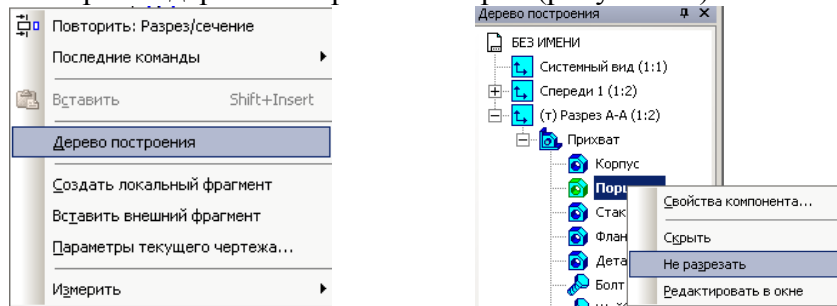 Повторить: Разрез/сечение
Последние команды
Вставить Shift+Insert
Дерево построения
Создать локальный фрагмент
Вставить внешний фрагмент
Параметры текущего чертежа...
Измерить
Дерево построения
БЕЗ ИМЕНИ
Системный вид (1:1)
Спереди 1 (1:2)
(т) Разрез А-А (1:2)
Прихват
Корпус
Свойства компонента...
Скрыть
Не разрезать
Редактировать в окне
Болт